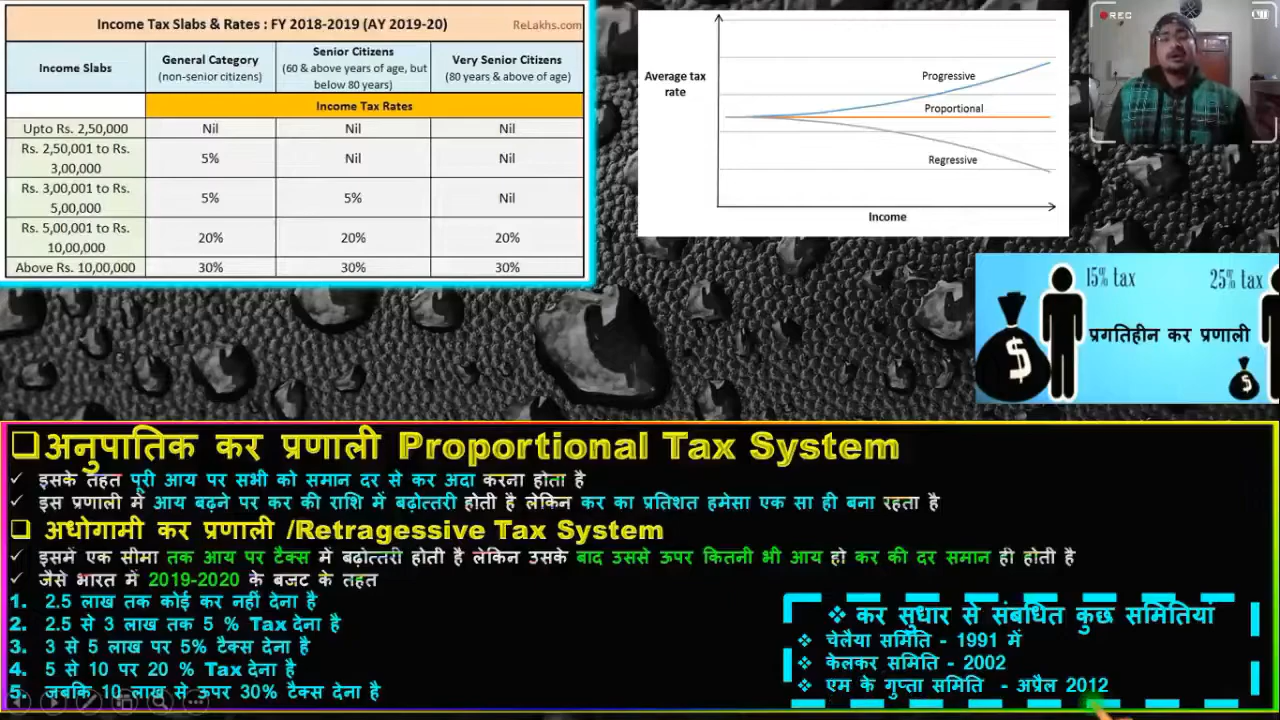 Income Tax Slabs & Rates : FY 2018-2019 (AY 2019-20) ReLakhs.com
Income Slabs
General Category
(non-senior citizens)
Senior Citizens
(60 & above years of age, but
below 80 years)
Very Senior Citizens
(80 years & above of age)
Income Tax Rates
Upto Rs. 2,50,000 Nil Nil Nil
Rs. 2,50,001 to Rs.
3,00,000
5% Nil Nil
Rs. 3,00,001 to Rs.
5,00,000
5% 5% Nil
Rs. 5,00,001 to Rs.
10,00,000
20% 20% 20%
Above Rs. 10,00,000 30% 30% 30%
Average tax
rate
Progressive
Proportional
Regressive
Income
REC
15% tax 25% tax
प्रगतिहीन कर प्रणाली
अनुपातिक कर प्रणाली Proportional Tax System
इसके तहत पूरी आय पर सभी को समान दर से कर अदा करना होता है
इस प्रणाली में आय बढ़ने पर कर की राशि में बढ़ोत्तरी होती है लेकिन कर का प्रतिशत हमेसा एक सा ही बना रहता है
अधोगामी कर प्रणाली /Retragessive Tax System
इसमें एक सीमा तक आय पर टैक्स में बढ़ोत्तरी होती है लेकिन उसके बाद उससे ऊपर कितनी भी आय हो कर की दर समान ही होती है
जैसे भारत में 2019-2020 के बजट के तहत
1. 2.5 लाख तक कोई कर नहीं देना है
2. 2.5 से 3 लाख तक 5 % Tax देना है
3. 3 से 5 लाख पर 5% टैक्स देना है
4. 5 से 10 पर 20 % Tax देना है
5. जबकि 10 लाख से ऊपर 30% टैक्स देना है
❖ कर सुधार से संबधित कुछ समितियां
❖ चेलैया समिति - 1991 में
❖ केलकर समिति - 2002
❖ एम के गुप्ता समिति - अप्रैल 2012